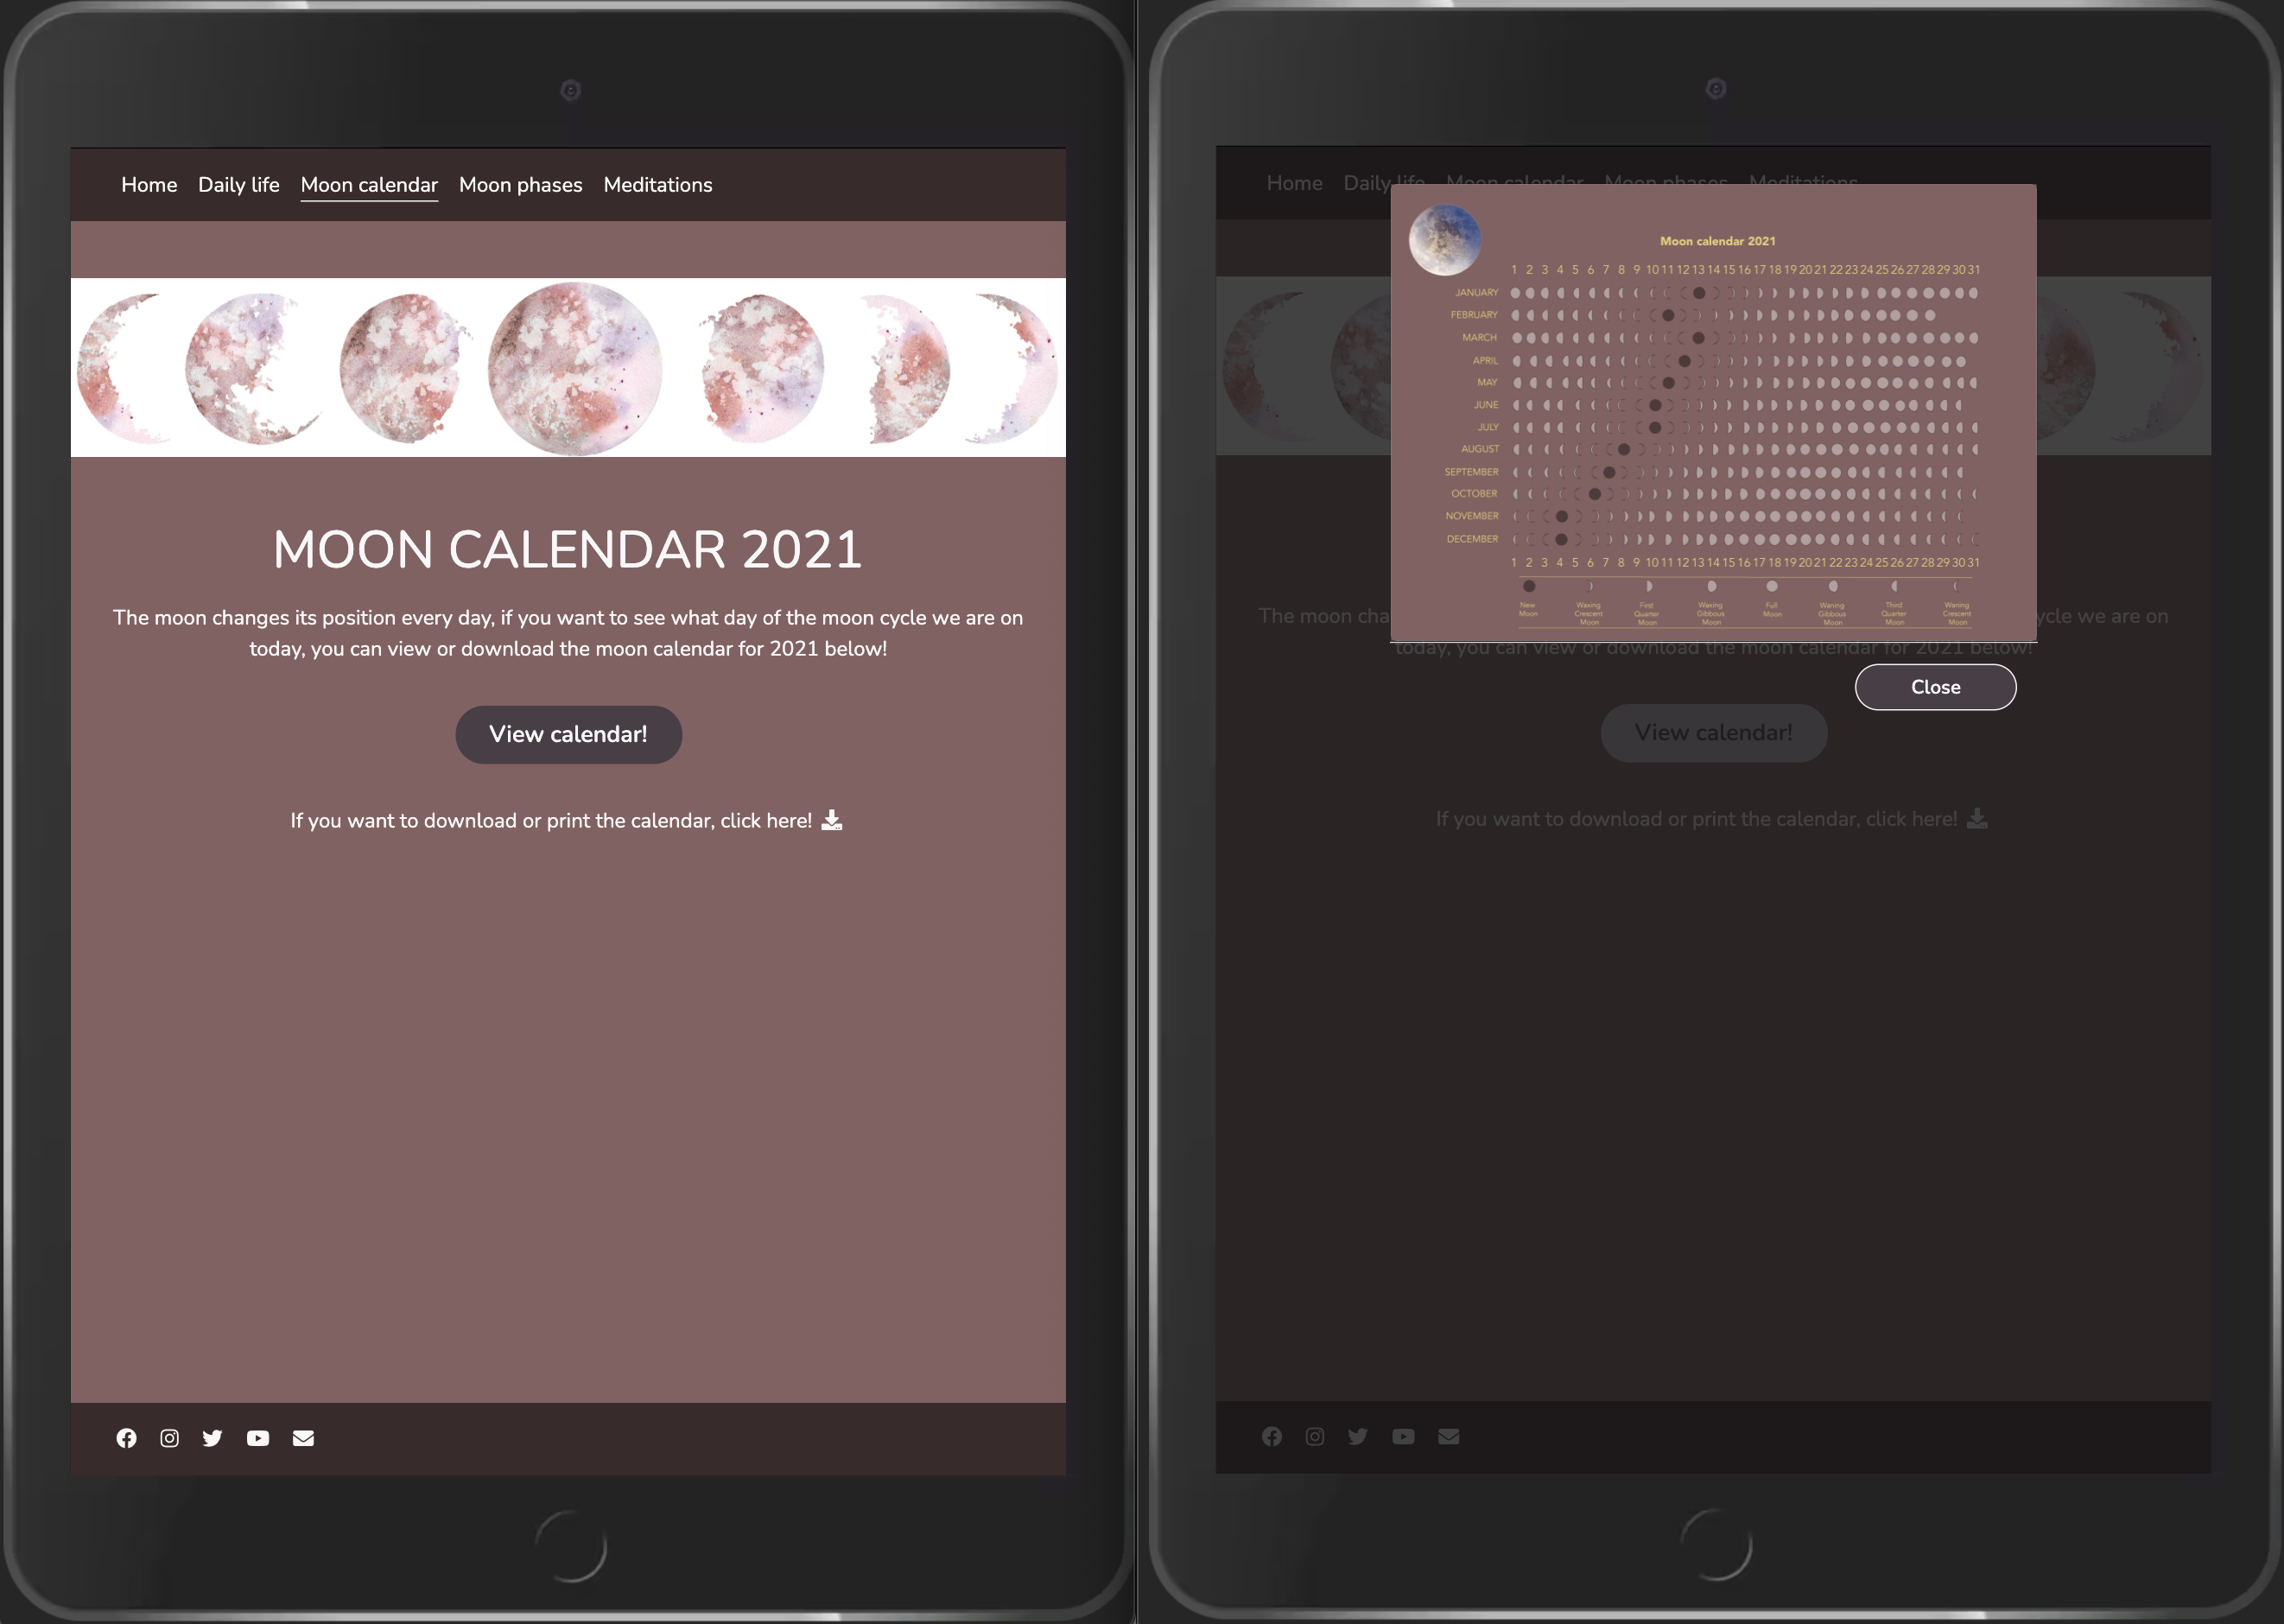 Home Daily life Moon calendar Moon phases Meditations
MOON CALENDAR 2021
The moon changes its position every day, if you want to see what day of the moon cycle we are on
today, you can view or download the moon calendar for 2021 below!
View calendar!
If you want to download or print the calendar, click here!
Home Daily life Moon calendar Moon phases Meditations
Moon calendar 2021
1 2 3 4 5 6 7 8 9 10 11 12 13 14 15 16 17 18 19 20 21 22 23 24 25 26 27 28 29 30 31
JANUARY
FEBRUARY
MARCH
APRIL
MAY
JUNE
JULY
AUGUST
SEPTEMBER
OCTOBER
NOVEMBER
DECEMBER
1 2 3 4 5 6 7 8 9 10 11 12 13 14 15 16 17 18 19 20 21 22 23 24 25 26 27 28 29 30 31
New Moon
Waxing Crescent Moon
First Quarter Moon
Waxing Gibbous Moon
Full Moon
Waning Gibbous Moon
Third Quarter Moon
Waning Crescent Moon
The moon cha ycle we are on
today, you can view or download the moon calendar for 2021 below!
Close
View calendar!
If you want to download or print the calendar, click here!